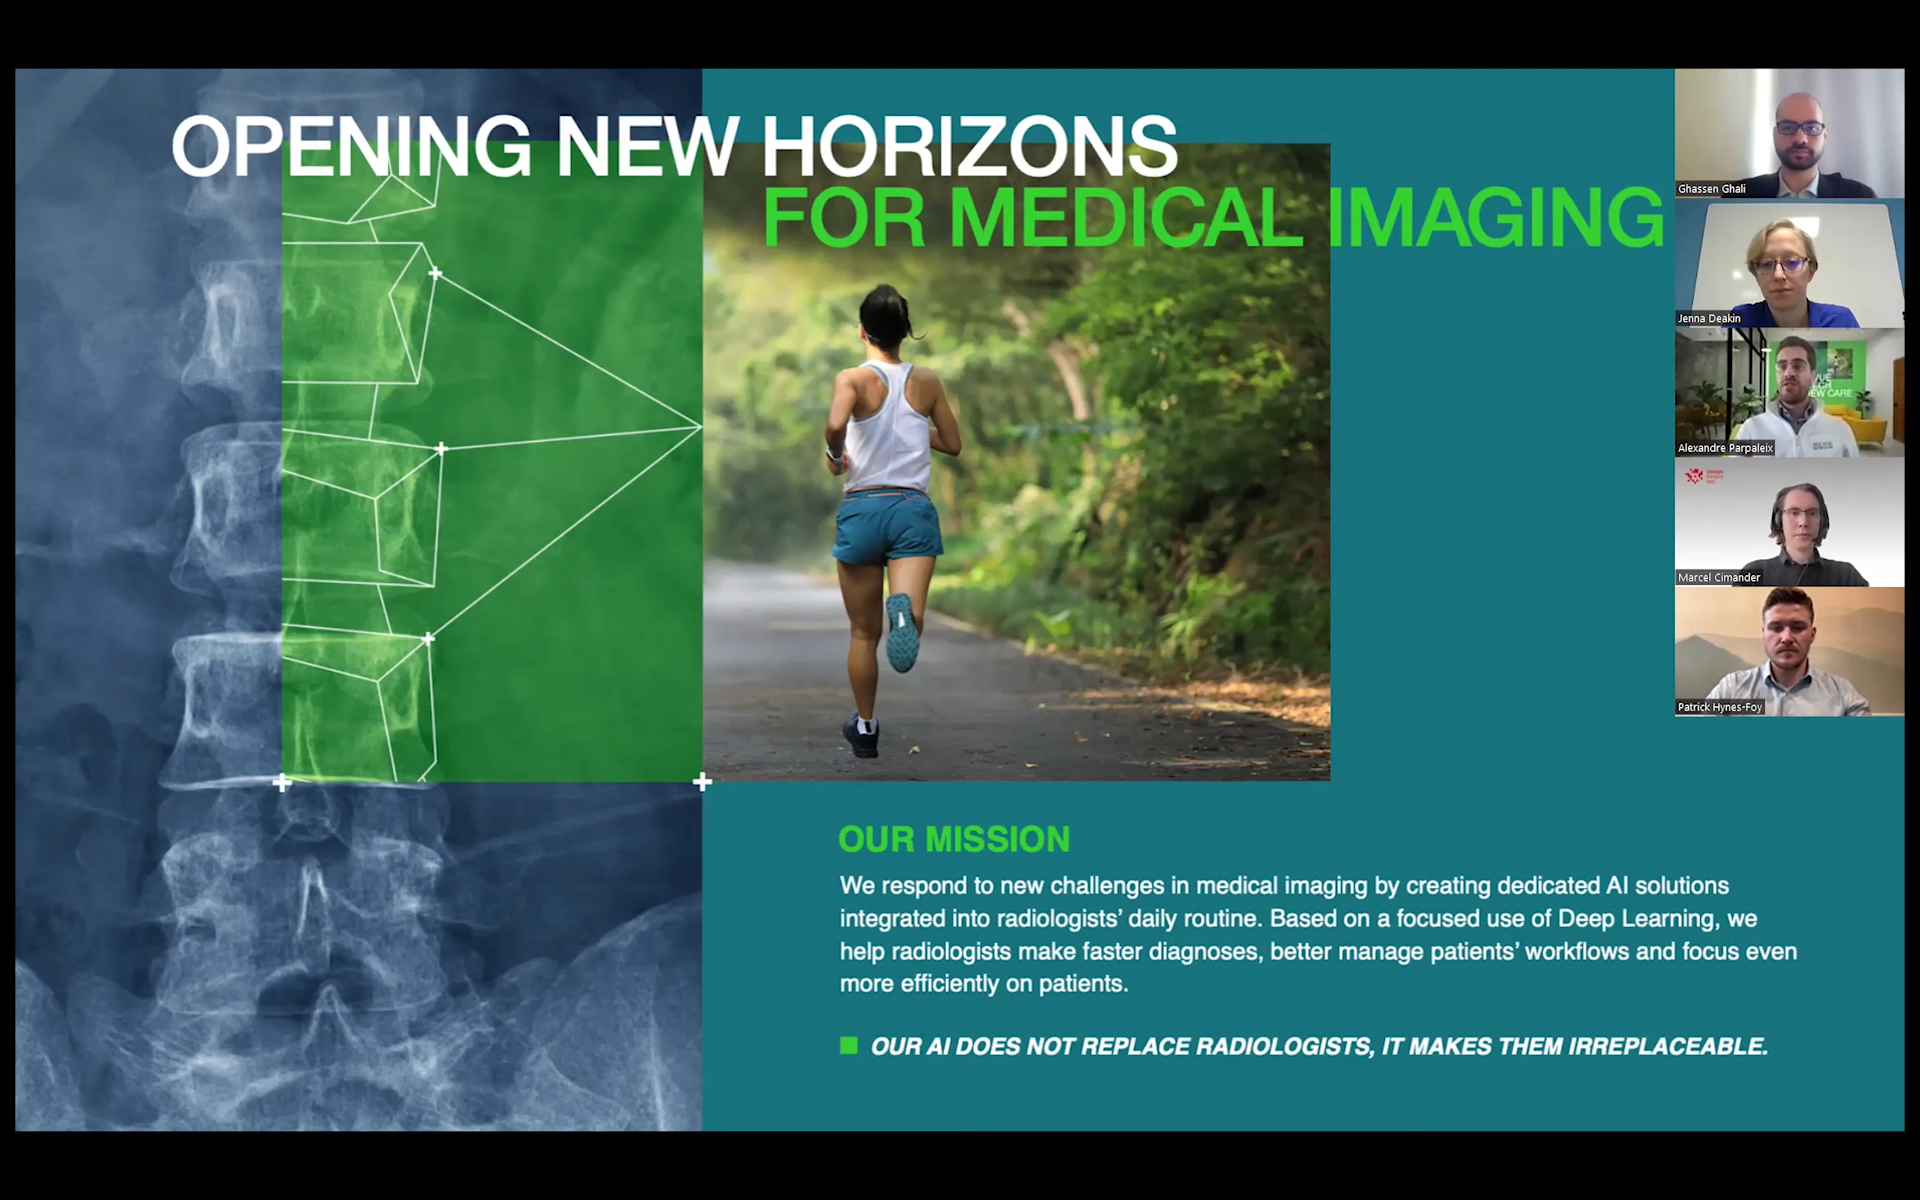 OPENING NEW HORIZONS
FOR MEDICAL IMAGING
OUR MISSION
We respond to new challenges in medical imaging by creating dedicated AI solutions
integrated into radiologists’ daily routine. Based on a focused use of Deep Learning, we
help radiologists make faster diagnoses, better manage patients’ workflows and focus even
more efficiently on patients.
OUR AI DOES NOT REPLACE RADIOLOGISTS, IT MAKES THEM IRREPLACEABLE.
Ghassen Ghali
Jenna Deakin
Alexandre Parpaleix
Marcel Cimander
Patrick Hynes-Foy